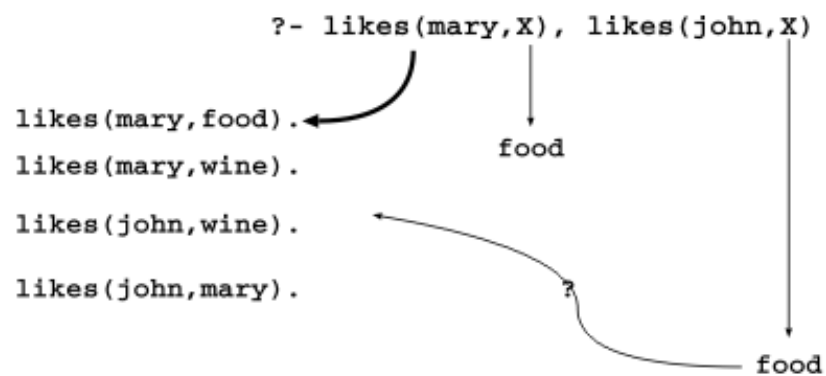 ?- likes(mary,X), likes(john,X)
likes(mary,food).
food
likes(mary,wine).
likes(john,wine).
likes(john,mary).
?
food